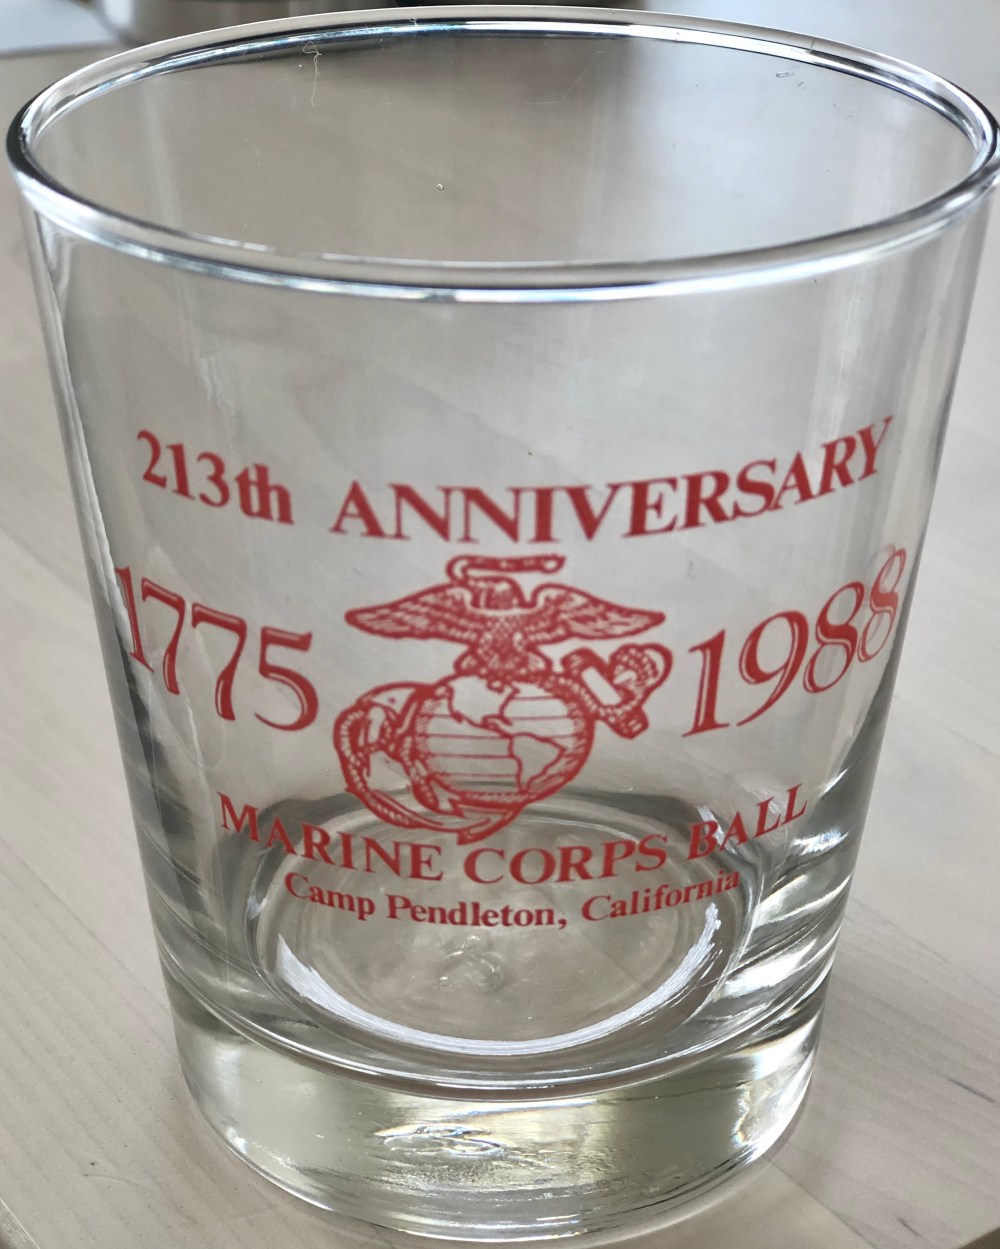 213th ANNIVERSARY
1775 1988
MARINE CORPS BALL
Camp Pendleton, California